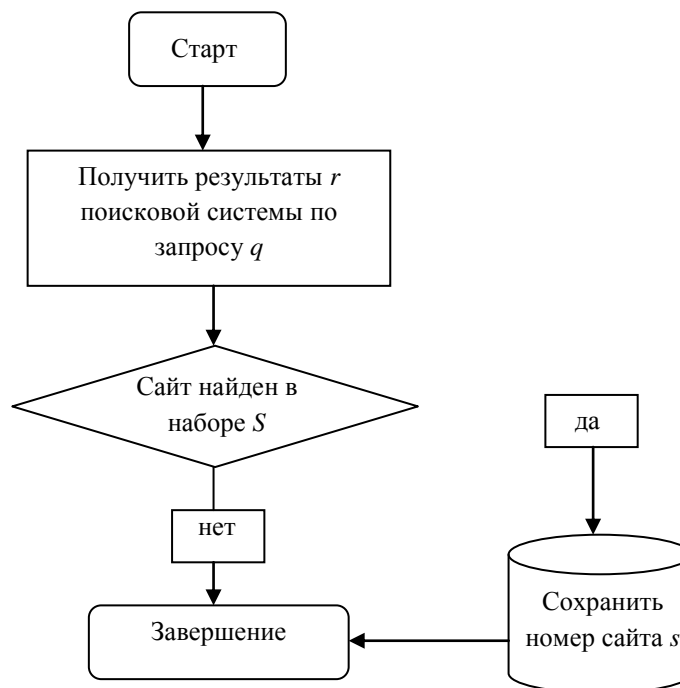 Старт
Получить результаты r
поисковой системы по
запросу q
Сайт найден в
наборе S
да
нет
Сохранить
номер сайта s
Завершение